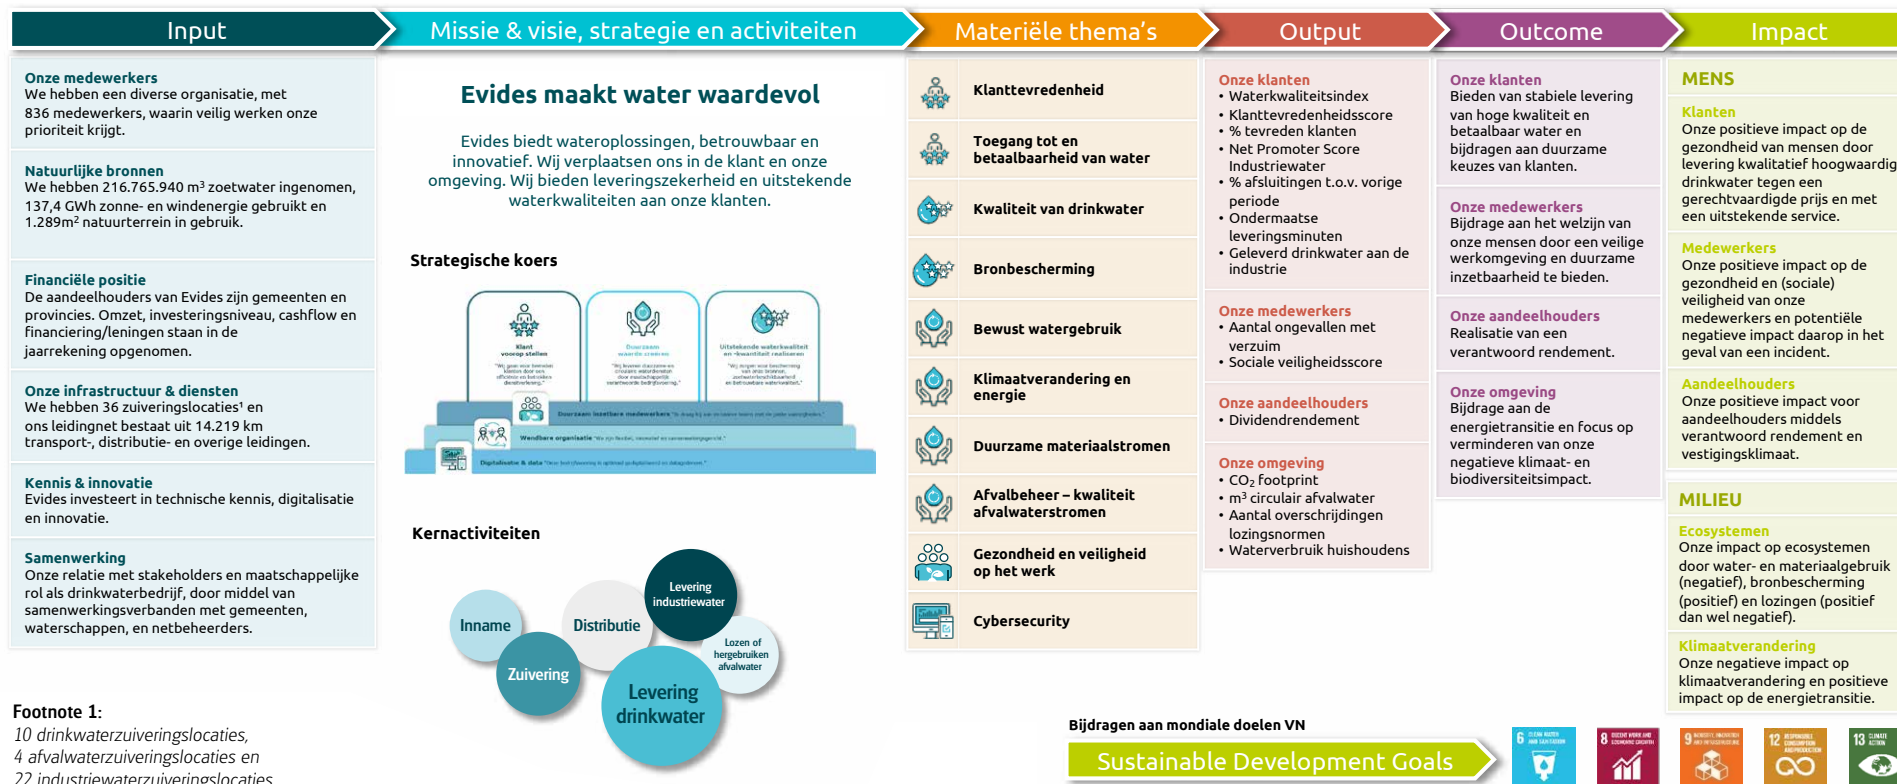 Input
Missie & visie, strategie en activiteiten
Materiële thema's
Output
Outcome
Impact
Onze medewerkers
We hebben een diverse organisatie, met
836 medewerkers, waarin veilig werken onze
prioriteit krijgt.
Natuurlijke bronnen
We hebben 216.765.940 m³ zoetwater ingenomen,
137,4 GWh zonne- en windenergie gebruikt en
1.289m² natuurterrein in gebruik.
Financiële positie
De aandeelhouders van Evides zijn gemeenten en
provincies. Omzet, investeringsniveau, cashflow en
financiering/leningen staan in de
jaarrekening opgenomen.
Onze infrastructuur & diensten
We hebben 36 zuiveringslocaties¹ en
ons leidingnet bestaat uit 14.219 km
transport-, distributie- en overige leidingen.
Kennis & innovatie
Evides investeert in technische kennis, digitalisatie
en innovatie.
Samenwerking
Onze relatie met stakeholders en maatschappelijke
rol als drinkwaterbedrijf, door middel van
samenwerkingsverbanden met gemeenten,
waterschappen, en netbeheerders.
Footnote 1:
10 drinkwaterzuiveringslocaties,
4 afvalwaterzuiveringslocaties en
22 industriewaterzuiveringslocaties
Evides maakt water waardevol
Evides biedt wateroplossingen, betrouwbaar en
innovatief. Wij verplaatsen ons in de klant en onze
omgeving. Wij bieden leveringszekerheid en uitstekende
waterkwaliteiten aan onze klanten.
Strategische koers
Klant
voorop stellen
Duurzaam
waarde creëren
Uitstekende waterkwaliteit
en -kwantiteit realiseren
Duurzaam inzetbare medewerkers
Wendbare organisatie
Digitalisatie & data
Kernactiviteiten
Inname
Zuivering
Distributie
Levering
industriewater
Lozen of
hergebruiken
afvalwater
Levering
drinkwater
Klanttevredenheid
Toegang tot en
betaalbaarheid van water
Kwaliteit van drinkwater
Bronbescherming
Bewust watergebruik
Klimaatverandering en
energie
Duurzame materiaalstromen
Afvalbeheer – kwaliteit
afvalwaterstromen
Gezondheid en veiligheid
op het werk
Cybersecurity
Onze klanten
• Waterkwaliteitsindex
• Klanttevredenheidsscore
• % tevreden klanten
• Net Promoter Score
Industriewater
• % afsluitingen t.o.v. vorige
periode
• Ondermaatse
leveringsminuten
• Geleverd drinkwater aan de
industrie
Onze medewerkers
• Aantal ongevallen met
verzuim
• Sociale veiligheidsscore
Onze aandeelhouders
• Dividendrendement
Onze omgeving
• CO₂ footprint
• m³ circulair afvalwater
• Aantal overschrijdingen
lozingsnormen
• Waterverbruik huishoudens
Onze klanten
Bieden van stabiele levering
van hoge kwaliteit en
betaalbaar water en
bijdragen aan duurzame
keuzes van klanten.
Onze medewerkers
Bijdrage aan het welzijn van
onze mensen door een veilige
werkomgeving en duurzame
inzetbaarheid te bieden.
Onze aandeelhouders
Realisatie van een
verantwoord rendement.
Onze omgeving
Bijdrage aan de
energietransitie en focus op
verminderen van onze
negatieve klimaat- en
biodiversiteitsimpact.
MENS
Klanten
Onze positieve impact op de
gezondheid van mensen door
levering kwalitatief hoogwaardig
drinkwater tegen een
gerechtvaardigde prijs en met
een uitstekende service.
Medewerkers
Onze positieve impact op de
gezondheid en (sociale)
veiligheid van onze
medewerkers en potentiële
negatieve impact daarop in het
geval van een incident.
Aandeelhouders
Onze positieve impact voor
aandeelhouders middels
verantwoord rendement en
vestigingsklimaat.
MILIEU
Ecosystemen
Onze impact op ecosystemen
door water- en materiaalgebruik
(negatief), bronbescherming
(positief) en lozingen (positief
dan wel negatief).
Klimaatverandering
Onze negatieve impact op
klimaatverandering en positieve
impact op de energietransitie.
Bijdragen aan mondiale doelen VN
Sustainable Development Goals
6 CLEAN WATER
AND SANITATION
8 DECENT WORK AND
ECONOMIC GROWTH
9 INDUSTRY, INNOVATION
AND INFRASTRUCTURE
12 RESPONSIBLE
CONSUMPTION
AND PRODUCTION
13 CLIMATE
ACTION